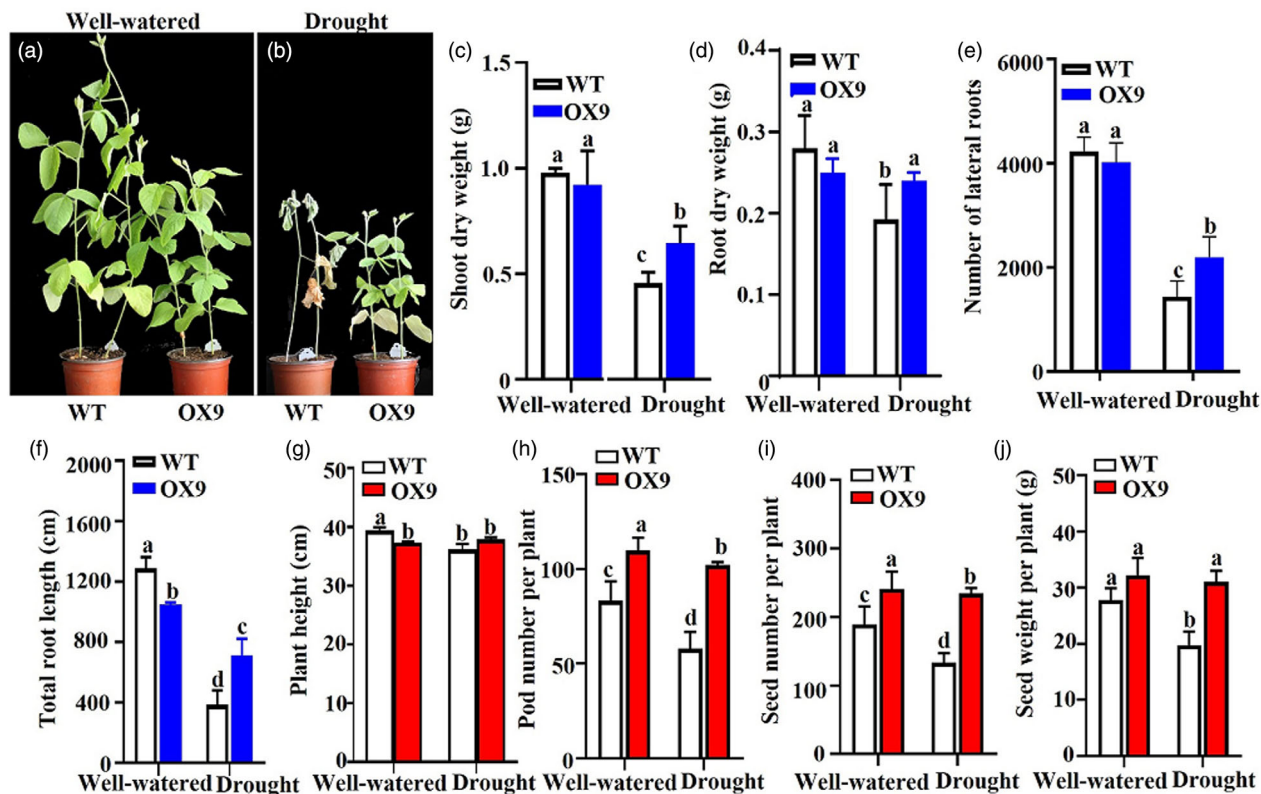 Well-watered Drought
(a)
(b)
WT OX9 WT OX9
(c)
Shoot dry weight (g)
1.5
1.0
0.5
0
WT
OX9
a a
c b
Well-watered Drought
(d)
Root dry weight (g)
0.4
0.3
0.2
0.1
0
WT
OX9
a a
b a
Well-watered Drought
(e)
Number of lateral roots
6000
4000
2000
0
WT
OX9
a a
c b
Well-watered Drought
(f)
Total root length (cm)
2000
1600
1200
800
400
0
WT
OX9
a b
d c
Well-watered Drought
(g)
Plant height (cm)
50
40
30
20
10
0
WT
OX9
a b
b b
Well-watered Drought
(h)
Pod number per plant
150
100
50
0
WT
OX9
c a
d b
Well-watered Drought
(i)
Seed number per plant
400
300
200
100
0
WT
OX9
c a
d b
Well-watered Drought
(j)
Seed weight per plant (g)
50
40
30
20
10
0
WT
OX9
a a
b a
Well-watered Drought